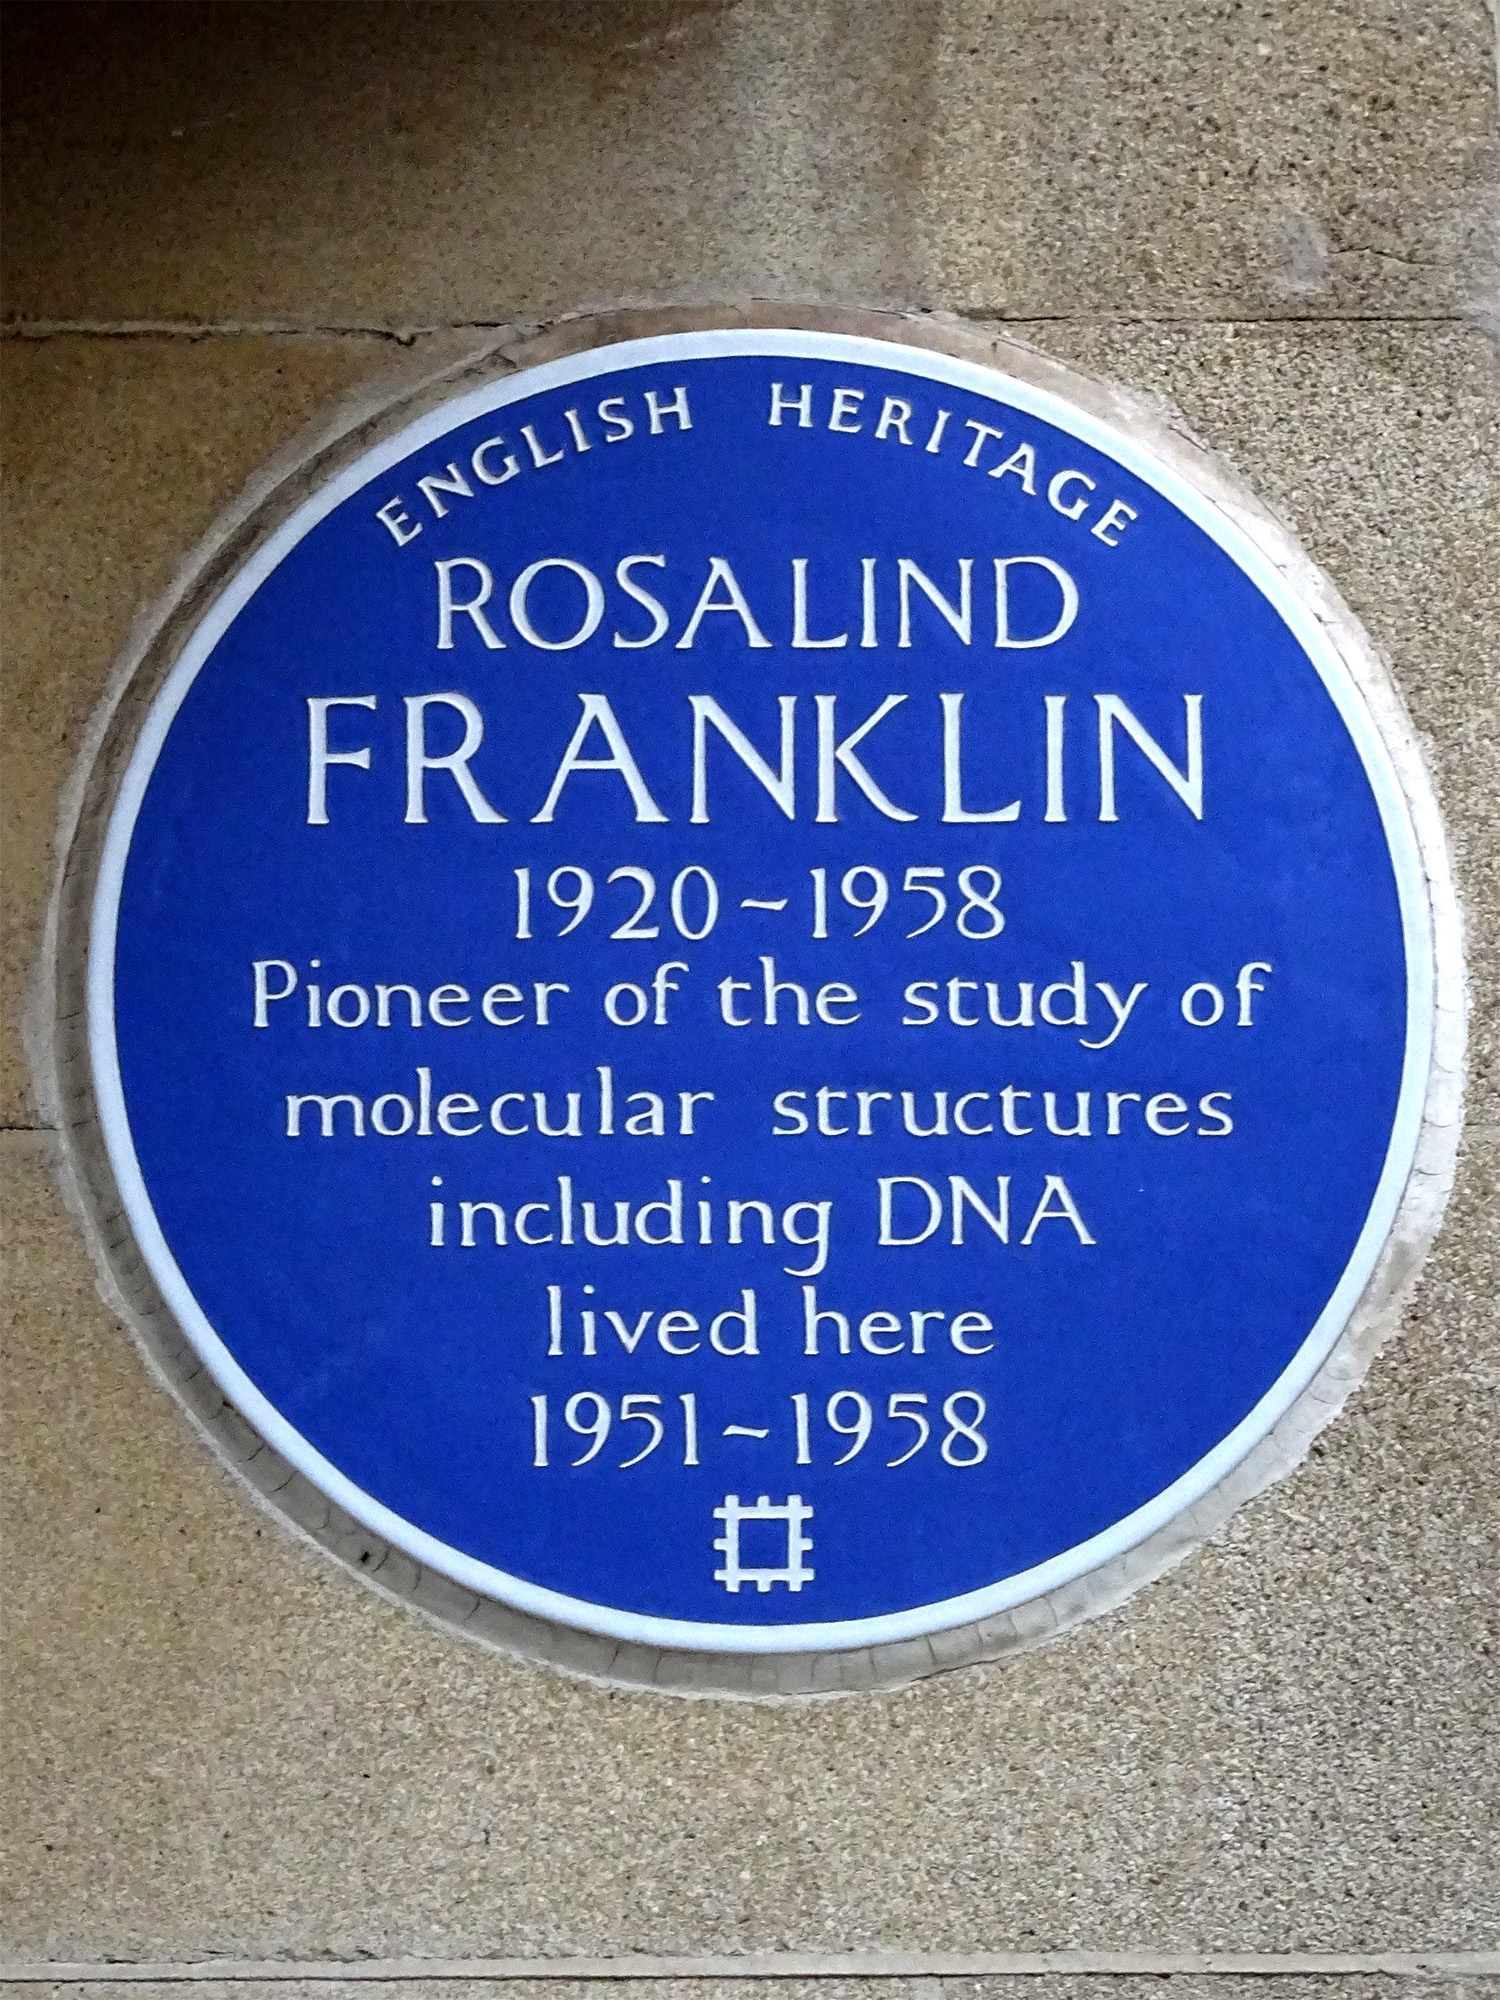 ENGLISH HERITAGE
ROSALIND
FRANKLIN
1920~1958
Pioneer of the study of
molecular structures
including DNA
lived here
1951~1958